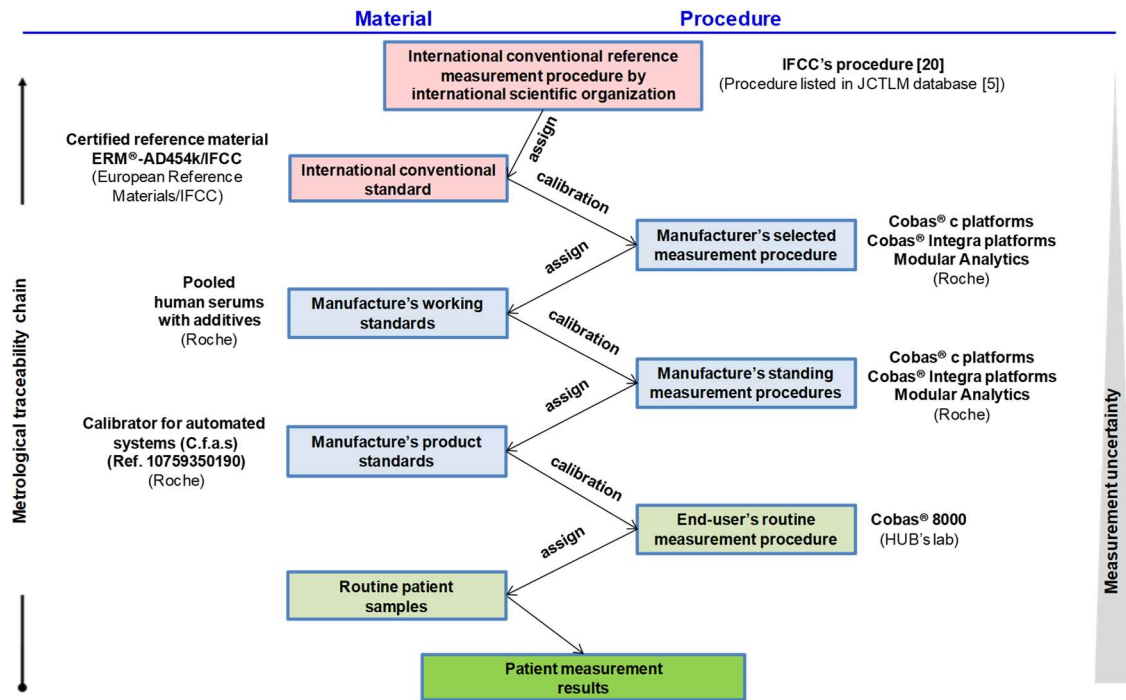 Material
Procedure
International conventional reference
measurement procedure by
international scientific organization
IFCC's procedure [20]
(Procedure listed in JCTLM database [5])
assign
Certified reference material
ERM®-AD454k/IFCC
(European Reference
Materials/IFCC)
International conventional
standard
calibration
Manufacturer's selected
measurement procedure
Cobas® c platforms
Cobas® Integra platforms
Modular Analytics
(Roche)
assign
Pooled
human serums
with additives
(Roche)
Manufacture's working
standards
calibration
Manufacture's standing
measurement procedures
Cobas® c platforms
Cobas® Integra platforms
Modular Analytics
(Roche)
assign
Calibrator for automated
systems (C.f.a.s)
(Ref. 10759350190)
(Roche)
Manufacture's product
standards
calibration
End-user's routine
measurement procedure
Cobas® 8000
(HUB's lab)
assign
Routine patient
samples
Patient measurement
results
Metrological traceability chain
Measurement uncertainty